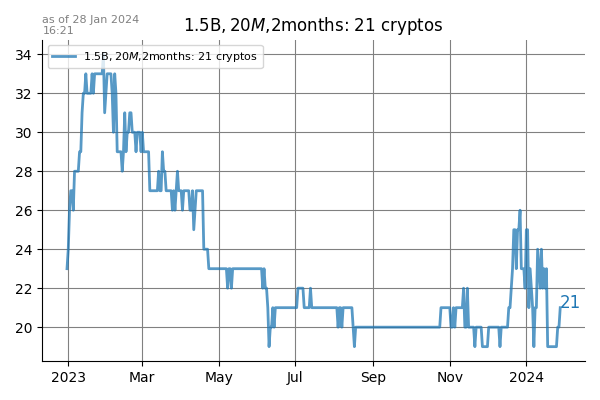 as of 28 Jan 2024
16:21
1.5B, 20M,2months: 21 cryptos
1.5B, 20M,2months: 21 cryptos
34
32
30
28
26
24
22
20
21
2023
Mar
May
Jul
Sep
Nov
2024